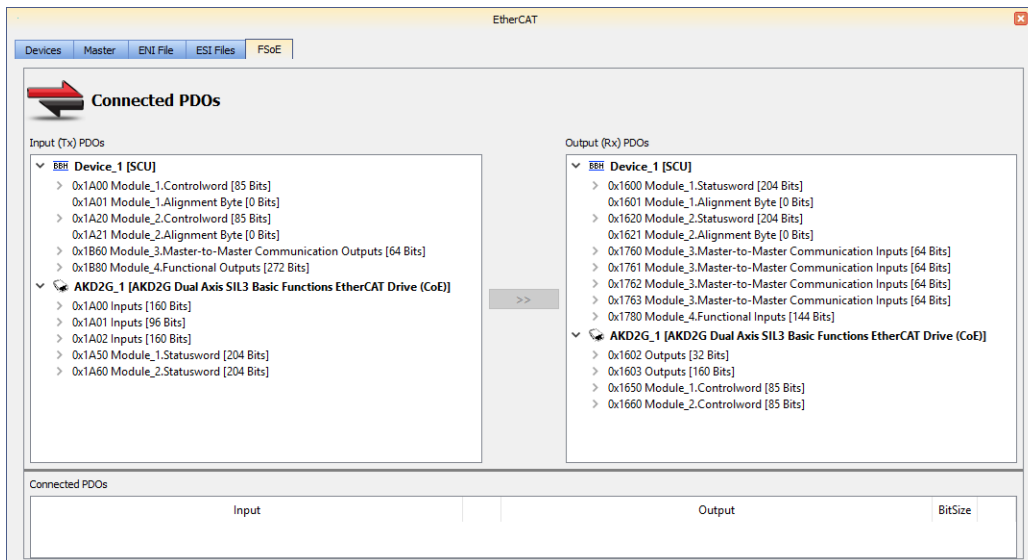 EtherCAT
Devices Master ENI File ESI Files FSoE
Connected PDOs
Input (Tx) PDOs
BBH Device_1 [SCU]
0x1A00 Module_1.Controlword [85 Bits]
0x1A01 Module_1.Alignment Byte [0 Bits]
0x1A20 Module_2.Controlword [85 Bits]
0x1A21 Module_2.Alignment Byte [0 Bits]
0x1B60 Module_3.Master-to-Master Communication Outputs [64 Bits]
0x1B80 Module_4.Functional Outputs [272 Bits]
AKD2G_1 [AKD2G Dual Axis SIL3 Basic Functions EtherCAT Drive (CoE)]
0x1A00 Inputs [160 Bits]
0x1A01 Inputs [96 Bits]
0x1A02 Inputs [160 Bits]
0x1A50 Module_1.Statusword [204 Bits]
0x1A60 Module_2.Statusword [204 Bits]
>>
Output (Rx) PDOs
BBH Device_1 [SCU]
0x1600 Module_1.Statusword [204 Bits]
0x1601 Module_1.Alignment Byte [0 Bits]
0x1620 Module_2.Statusword [204 Bits]
0x1621 Module_2.Alignment Byte [0 Bits]
0x1760 Module_3.Master-to-Master Communication Inputs [64 Bits]
0x1761 Module_3.Master-to-Master Communication Inputs [64 Bits]
0x1762 Module_3.Master-to-Master Communication Inputs [64 Bits]
0x1763 Module_3.Master-to-Master Communication Inputs [64 Bits]
0x1780 Module_4.Functional Inputs [144 Bits]
AKD2G_1 [AKD2G Dual Axis SIL3 Basic Functions EtherCAT Drive (CoE)]
0x1602 Outputs [32 Bits]
0x1603 Outputs [160 Bits]
0x1650 Module_1.Controlword [85 Bits]
0x1660 Module_2.Controlword [85 Bits]
Connected PDOs
Input Output BitSize